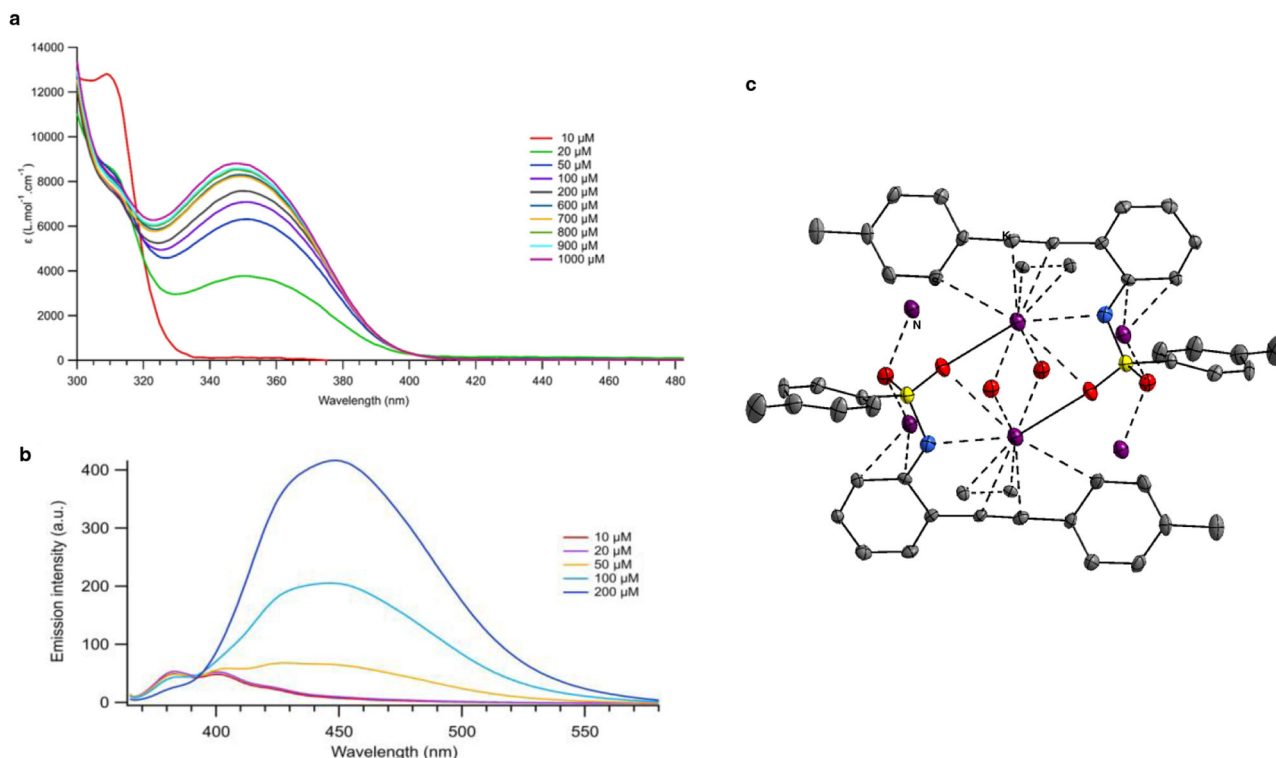 a
14000
12000
10000
8000
6000
4000
2000
0
ε (L.mol⁻¹.cm⁻¹)
300 320 340 360 380 400 420 440 460 480
Wavelength (nm)
10 µM
20 µM
50 µM
100 µM
200 µM
600 µM
700 µM
800 µM
900 µM
1000 µM
b
400
300
200
100
0
Emission intensity (a.u.)
400 450 500 550
Wavelength (nm)
10 µM
20 µM
50 µM
100 µM
200 µM
c
K
N